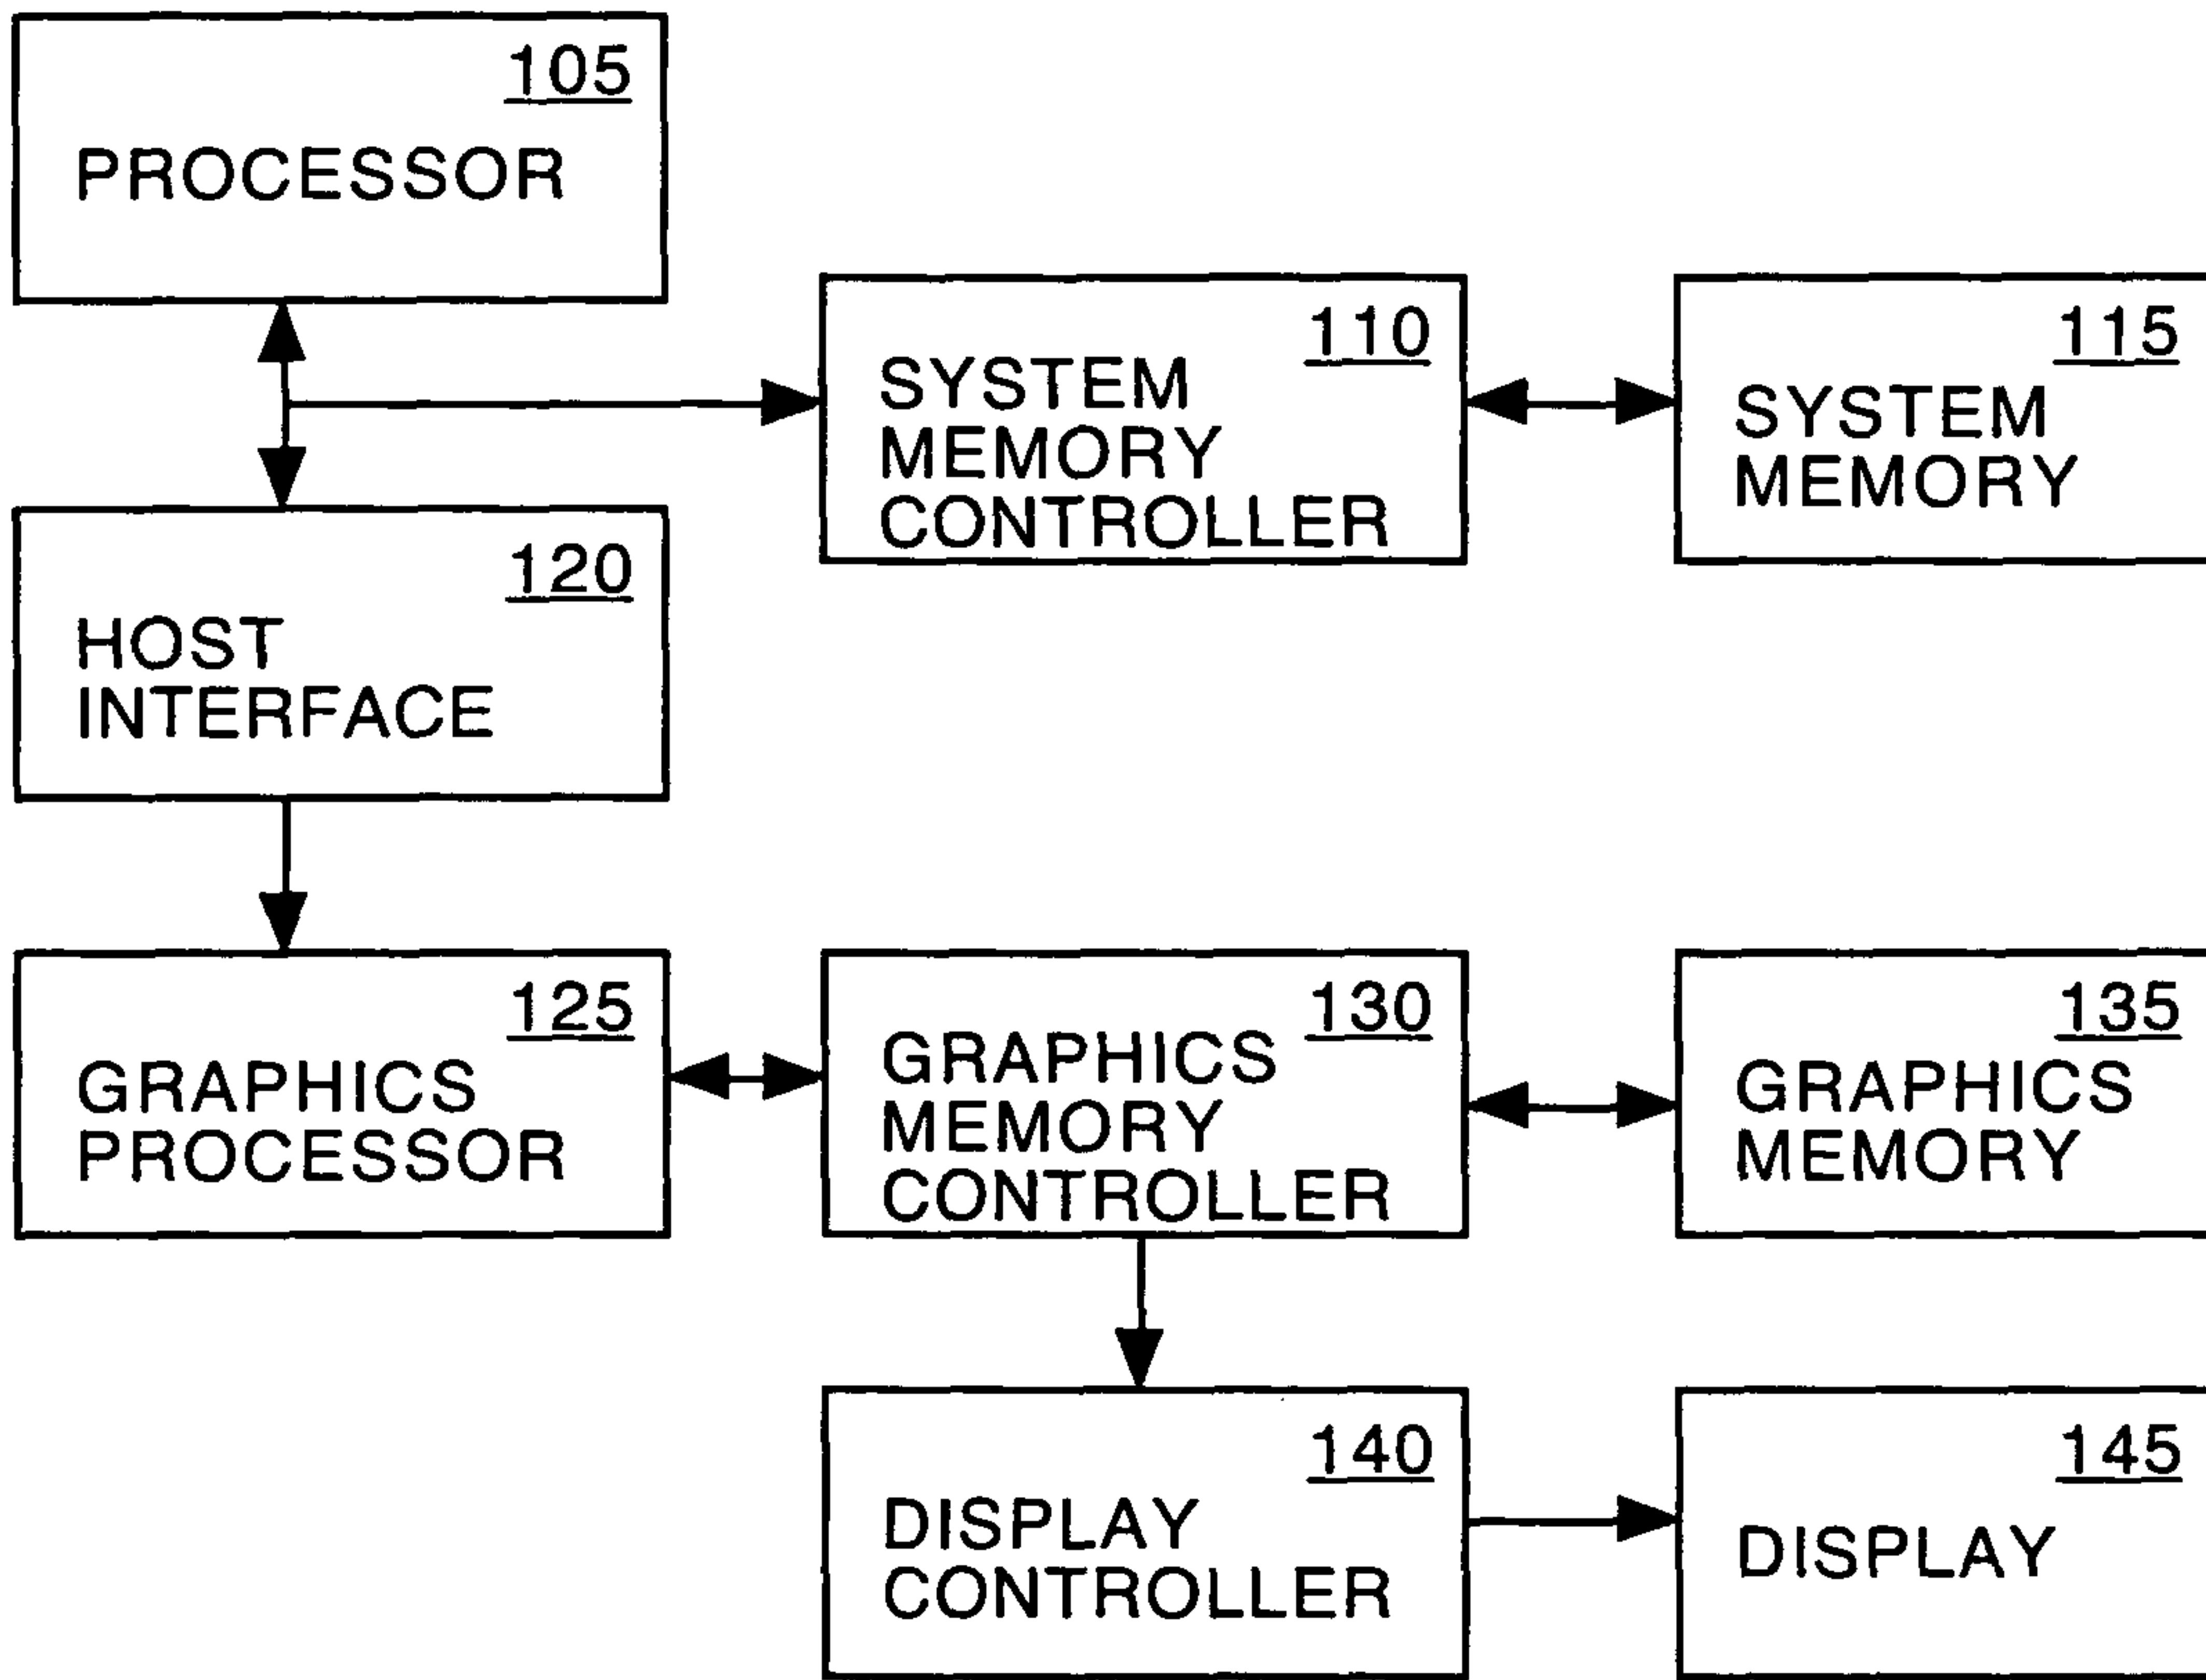 105
PROCESSOR
110
SYSTEM
MEMORY
CONTROLLER
115
SYSTEM
MEMORY
120
HOST
INTERFACE
125
GRAPHICS
PROCESSOR
130
GRAPHICS
MEMORY
CONTROLLER
135
GRAPHICS
MEMORY
140
DISPLAY
CONTROLLER
145
DISPLAY